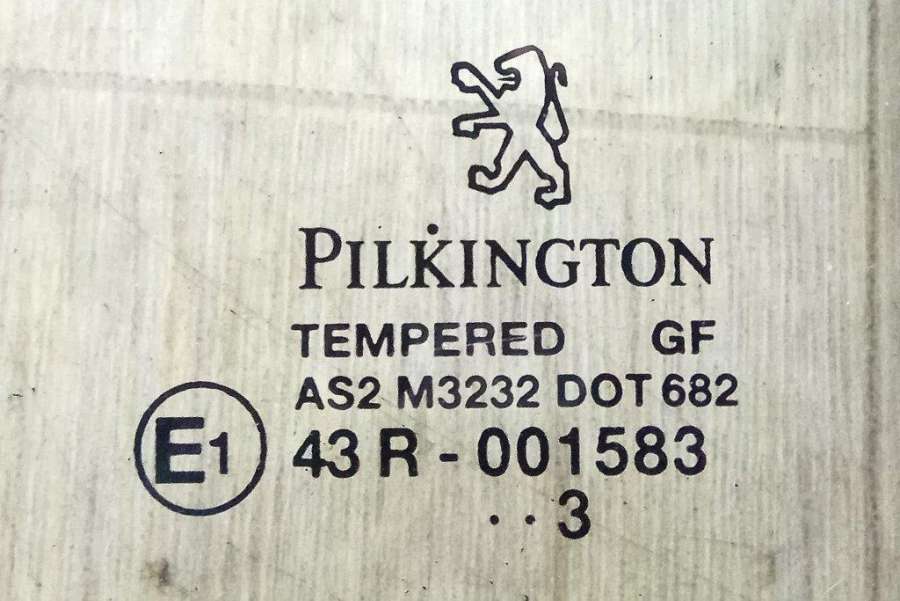 PILKINGTON
TEMPERED GF
AS2 M3232 DOT 682
E1 43 R - 001583
. . 3